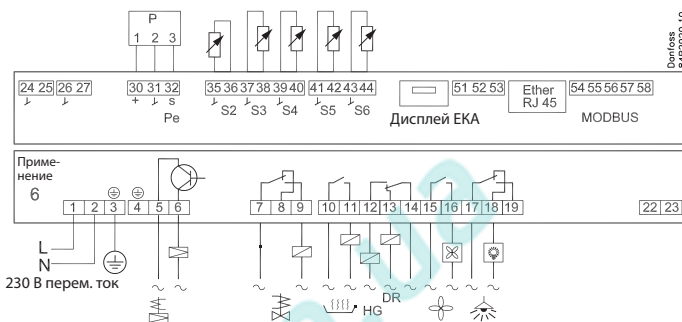 P
1 2 3
Danfoss
84B2920.10
24 25 26 27 30 31 32 35 36 37 38 39 40 41 42 43 44 51 52 53 Ether RJ 45 54 55 56 57 58
+ s S2 S3 S4 S5 S6
Pe
Дисплей EKA
MODBUS
Приме-
нение
6
1 2 3 4 5 6 7 8 9 10 11 12 13 14 15 16 17 18 19 22 23
L
N
230 В перем. ток
DR
HG
.ua